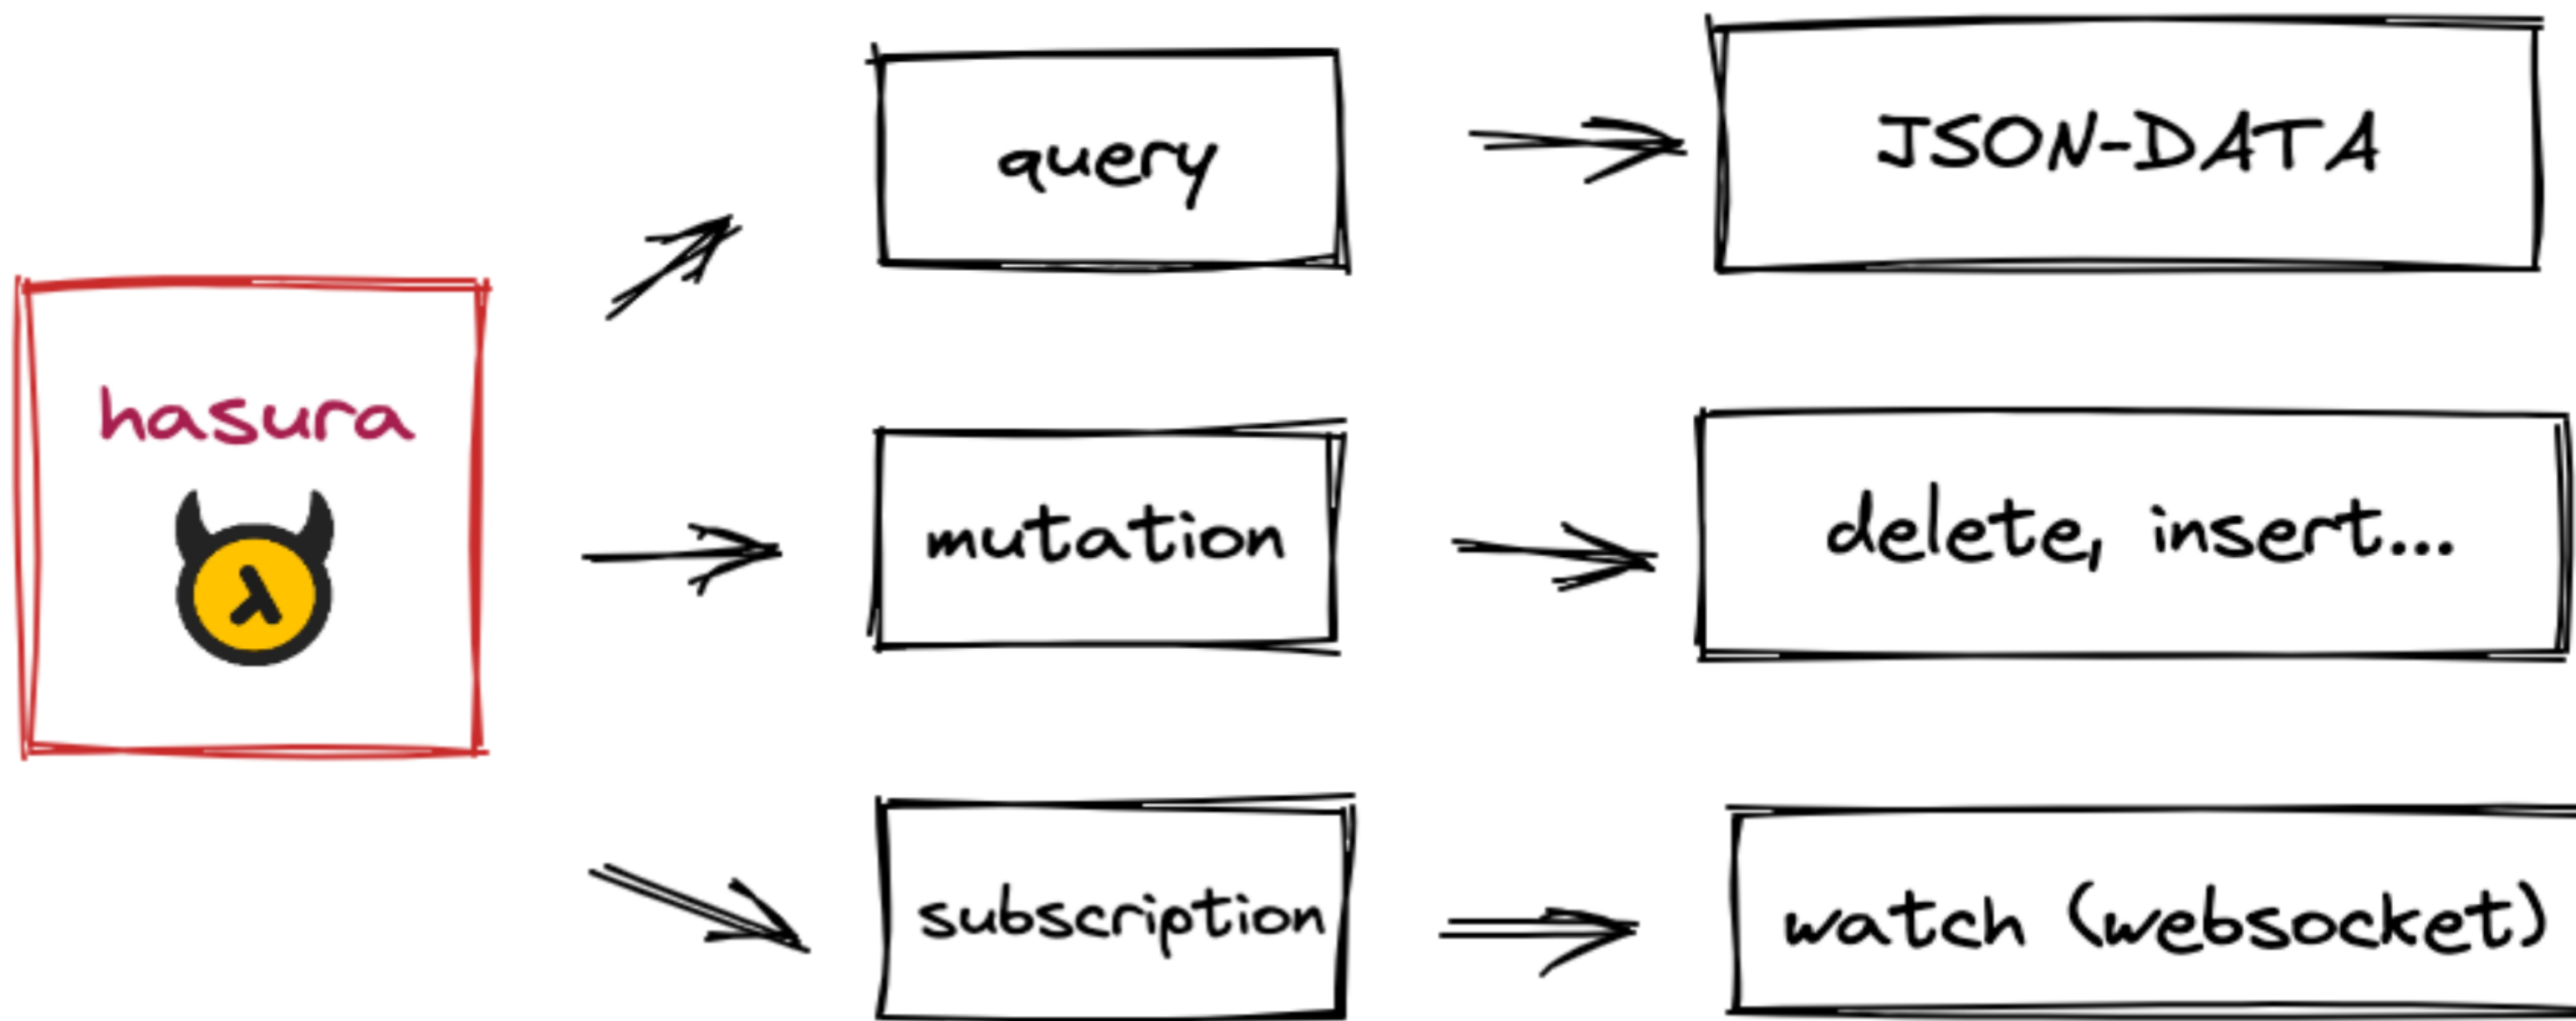 query
JSON-DATA
hasura
λ
mutation
delete, insert...
subscription
watch (websocket)